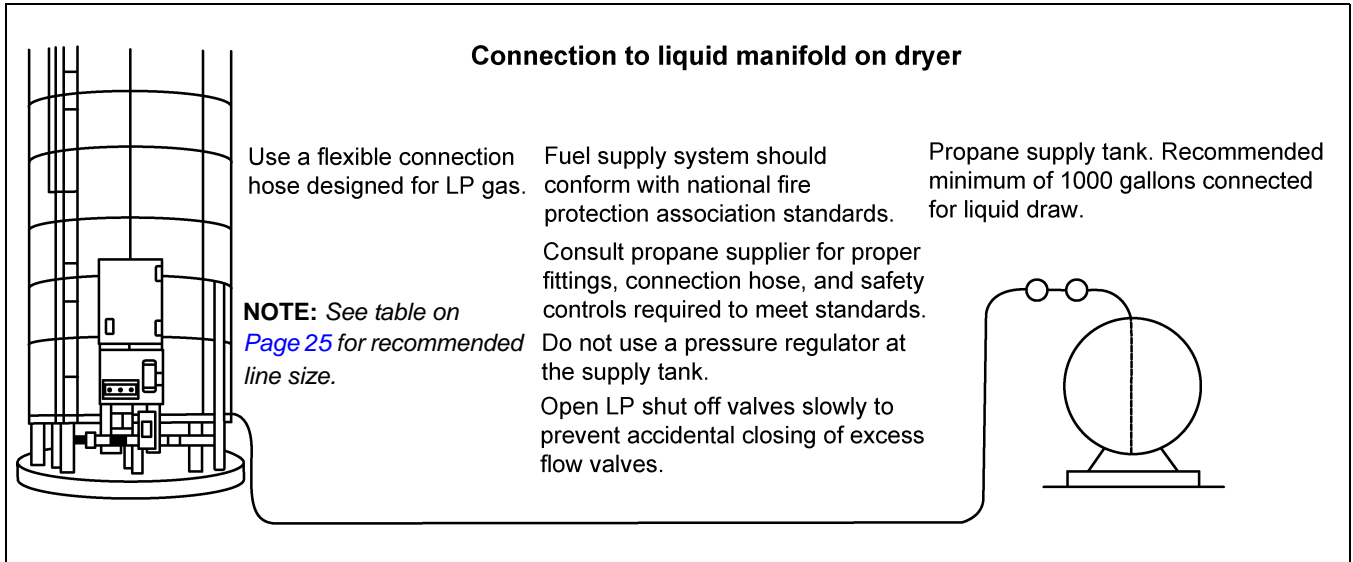 Connection to liquid manifold on dryer
Use a flexible connection
hose designed for LP gas.
NOTE: See table on
Page 25 for recommended
line size.
Fuel supply system should
conform with national fire
protection association standards.
Consult propane supplier for proper
fittings, connection hose, and safety
controls required to meet standards.
Do not use a pressure regulator at
the supply tank.
Open LP shut off valves slowly to
prevent accidental closing of excess
flow valves.
Propane supply tank. Recommended
minimum of 1000 gallons connected
for liquid draw.